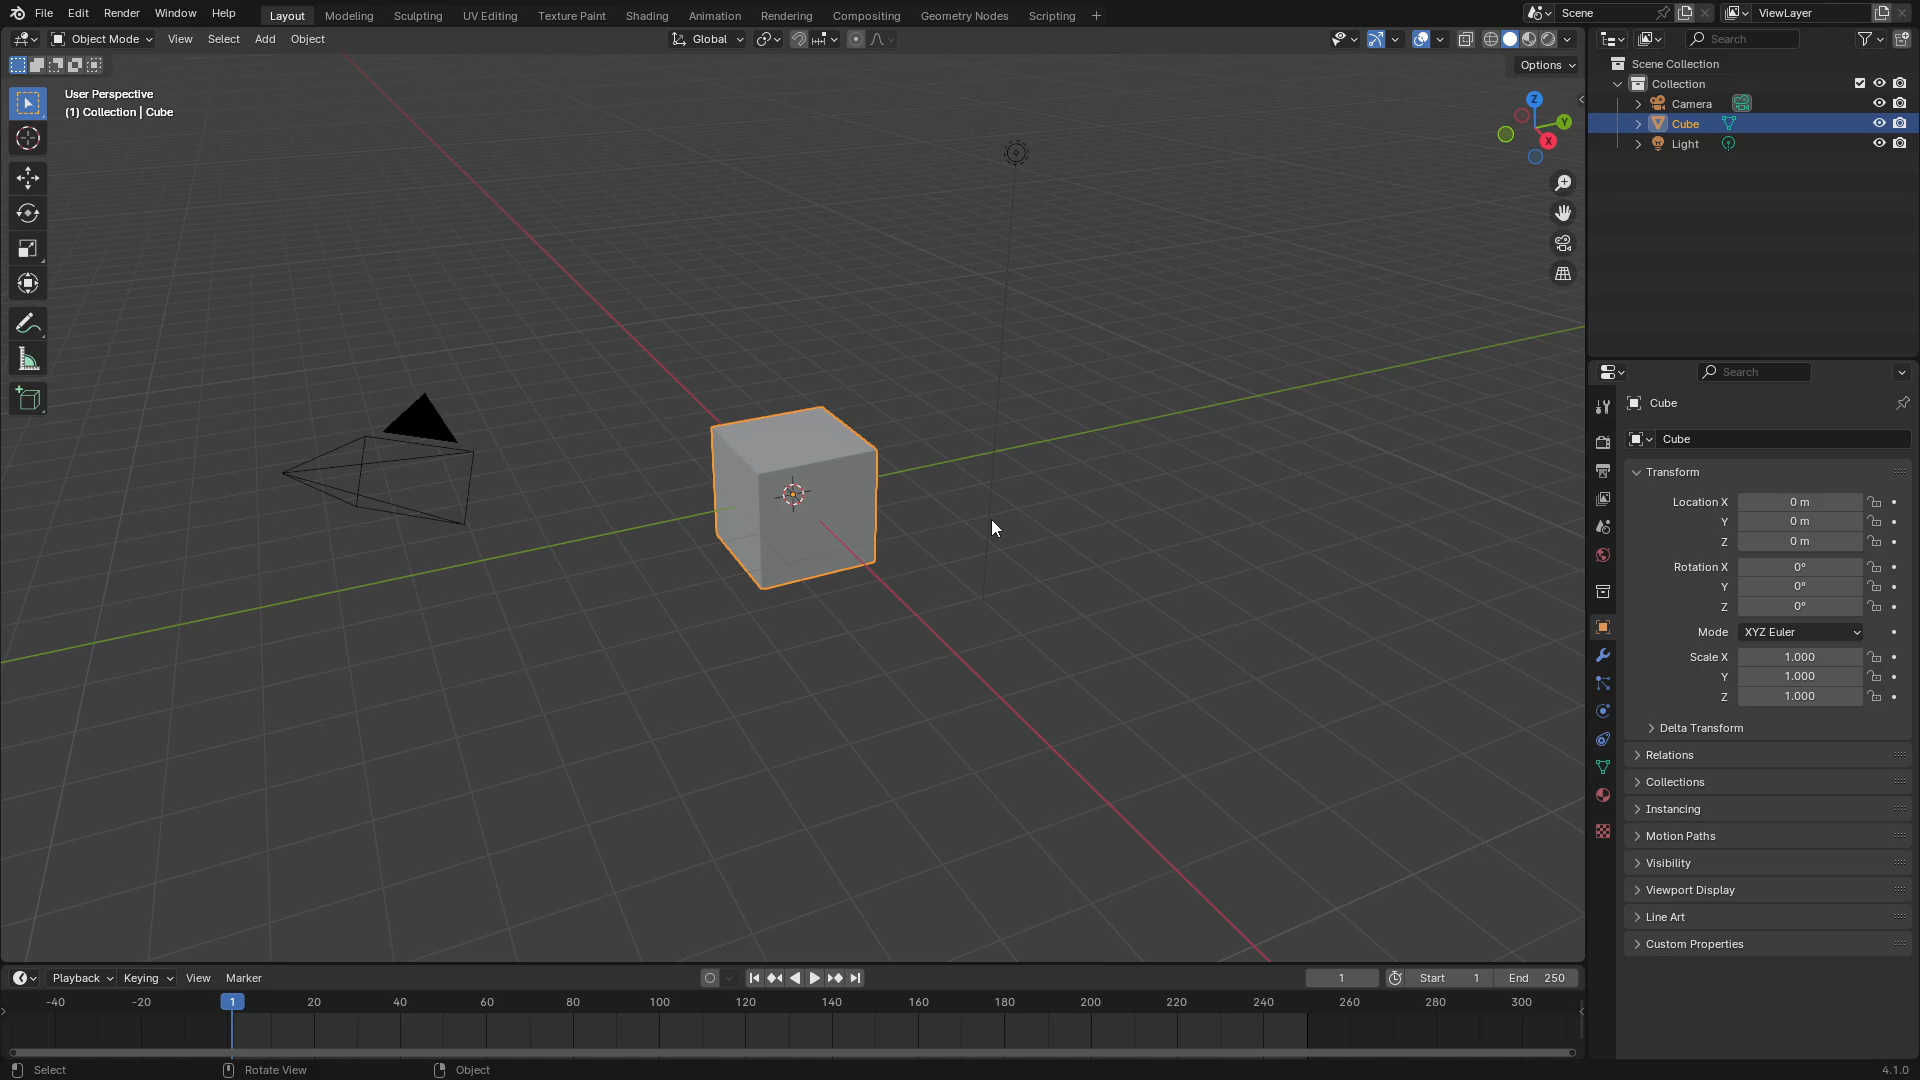 File Edit Render Window Help Layout Modeling Sculpting UV Editing Texture Paint Shading Animation Rendering Compositing Geometry Nodes Scripting + Scene ViewLayer
Object Mode View Select Add Object Global Search
Options
User Perspective
(1) Collection | Cube
Z
Y
X
Scene Collection
Collection
Camera
Cube
Light
Search
Cube
Cube
Transform
Location X 0 m
Y 0 m
Z 0 m
Rotation X 0°
Y 0°
Z 0°
Mode XYZ Euler
Scale X 1.000
Y 1.000
Z 1.000
Delta Transform
Relations
Collections
Instancing
Motion Paths
Visibility
Viewport Display
Line Art
Custom Properties
Playback Keying View Marker 1 Start 1 End 250
-40 -20 1 20 40 60 80 100 120 140 160 180 200 220 240 260 280 300
Select Rotate View Object 4.1.0